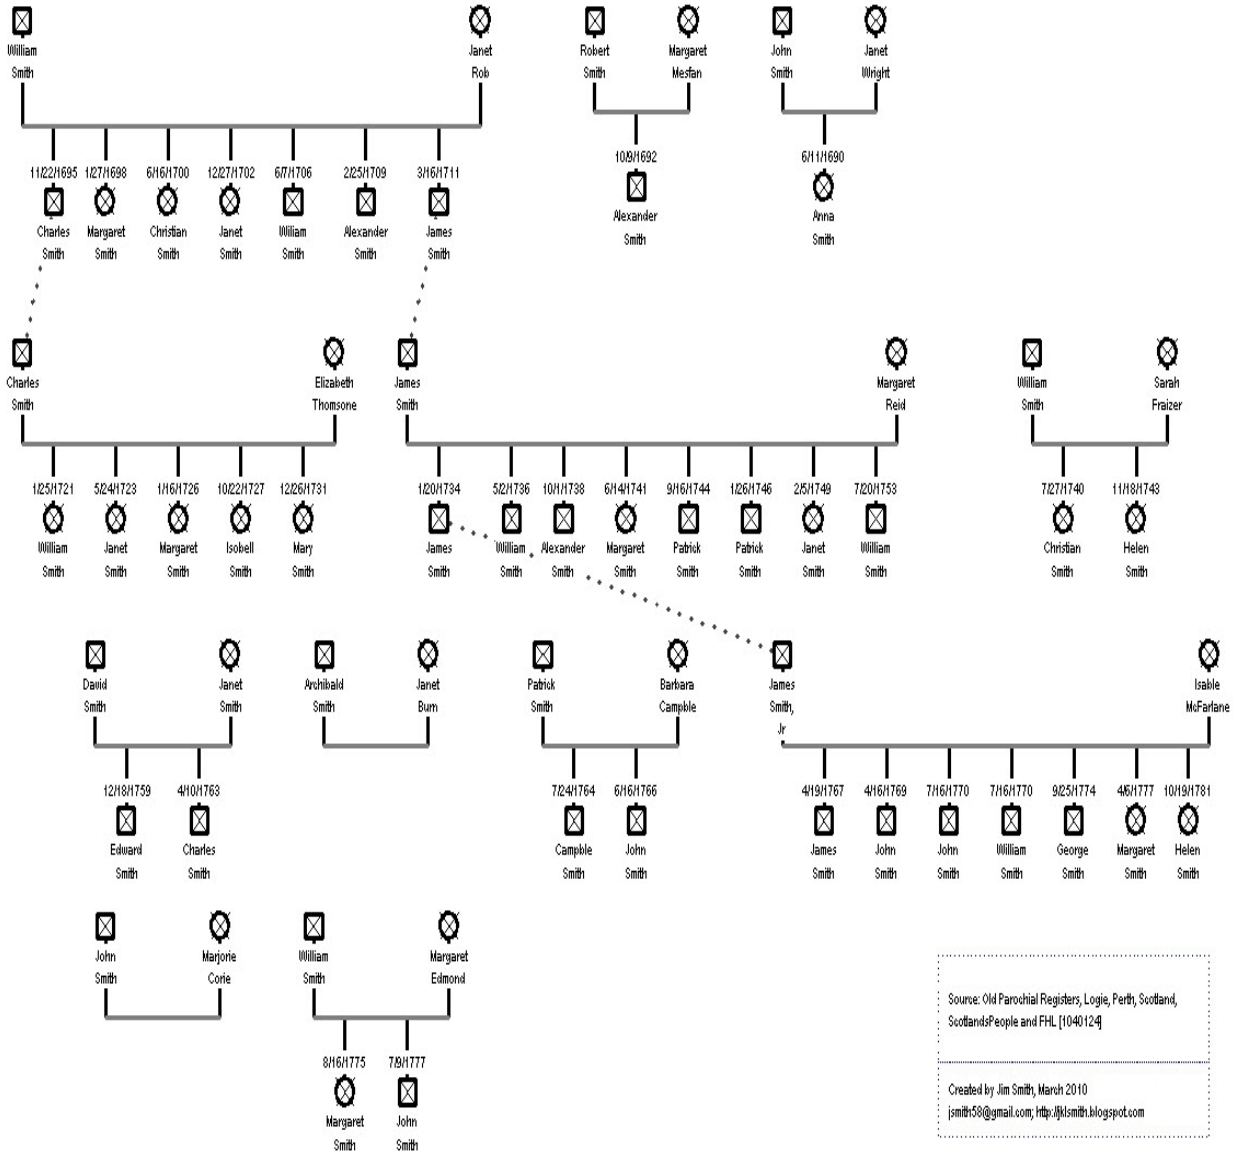 William Janet Robert Margaret John Janet
Smith Rob Smith Mesfan Smith Wright
11/22/1695 1/27/1698 6/16/1700 12/27/1702 6/7/1706 2/25/1709 3/16/1711 10/9/1692 6/11/1690
Charles Margaret Christian Janet William Alexander James Alexander Anna
Smith Smith Smith Smith Smith Smith Smith Smith Smith
Charles Elizabeth James Margaret William Sarah
Smith Thomsone Smith Reid Smith Fraizer
1/25/1721 5/24/1723 1/16/1726 10/22/1727 12/26/1731 1/20/1734 5/2/1736 10/1/1738 6/14/1741 9/16/1744 1/26/1746 2/5/1749 7/20/1753 7/27/1740 11/18/1743
William Janet Margaret Isobell Mary James William Alexander Margaret Patrick Patrick Janet William Christian Helen
Smith Smith Smith Smith Smith Smith Smith Smith Smith Smith Smith Smith Smith Smith Smith
David Janet Archibald Janet Patrick Barbara James Isable
Smith Smith Smith Burn Smith Campble Smith, McFarlane
Jr
12/18/1759 4/10/1763 7/24/1764 6/16/1766 4/19/1767 4/16/1769 7/16/1770 7/16/1770 9/25/1774 4/6/1777 10/19/1781
Edward Charles Campble John James John John William George Margaret Helen
Smith Smith Smith Smith Smith Smith Smith Smith Smith Smith Smith
John Marjorie William Margaret
Smith Corie Smith Edmond
Source: Old Parochial Registers, Logie, Perth, Scotland,
ScotlandsPeople and FHL [1040124]
8/16/1775 7/9/1777
Created by Jim Smith, March 2010
jsmith58@gmail.com; http://jklsmith.blogspot.com
Margaret John
Smith Smith